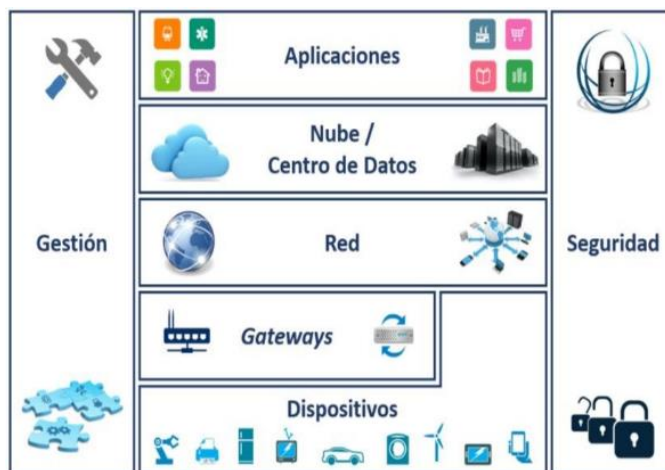 Aplicaciones
Nube /
Centro de Datos
Gestión
Red
Seguridad
Gateways
Dispositivos